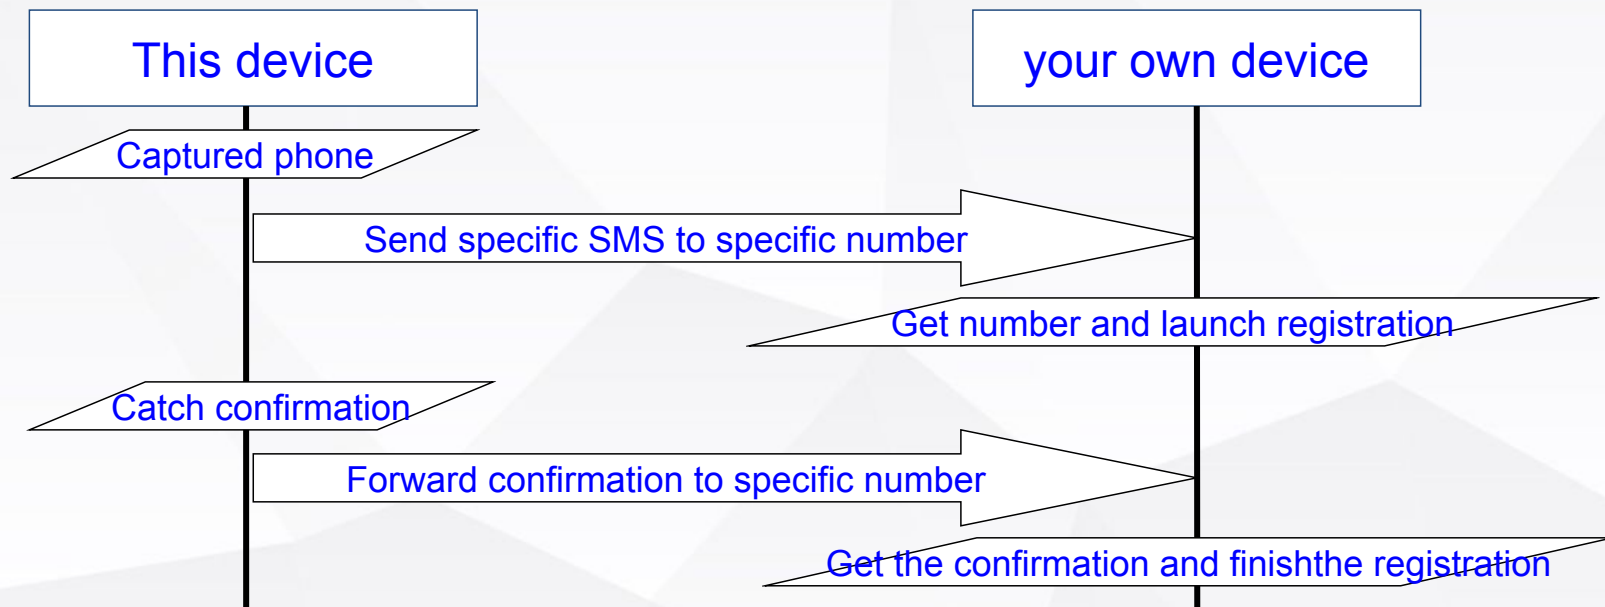 This device
your own device
Captured phone
Send specific SMS to specific number
Get number and launch registration
Catch confirmation
Forward confirmation to specific number
Get the confirmation and finishthe registration